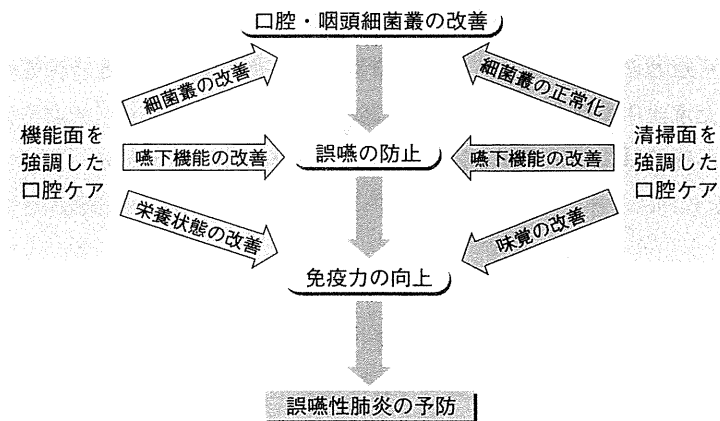 口腔・咽頭細菌叢の改善
細菌叢の改善
細菌叢の正常化
機能面を
強調した
口腔ケア
嚥下機能の改善
誤嚥の防止
嚥下機能の改善
清掃面を
強調した
口腔ケア
栄養状態の改善
味覚の改善
免疫力の向上
誤嚥性肺炎の予防